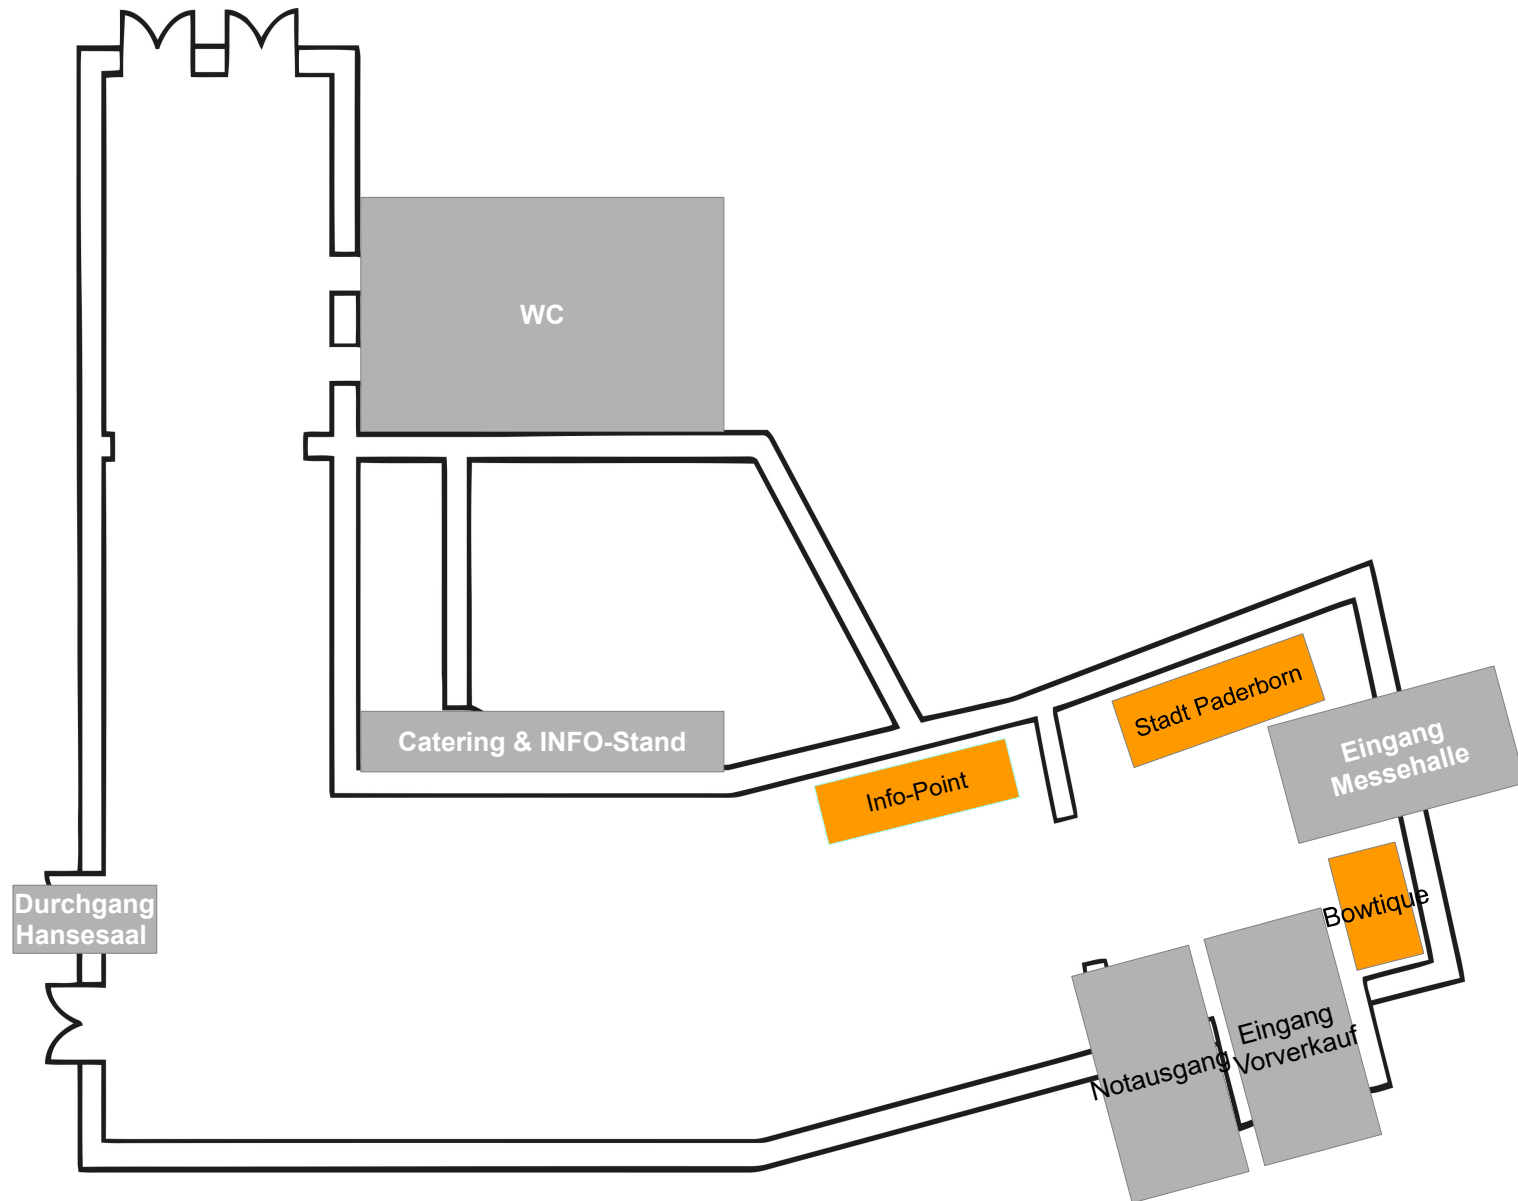 WC
Stadt Paderborn
Catering & INFO-Stand
Eingang
Messehalle
Info-Point
Durchgang
Hansesaal
Bowtique
Eingang
Vorverkauf
Notausgang